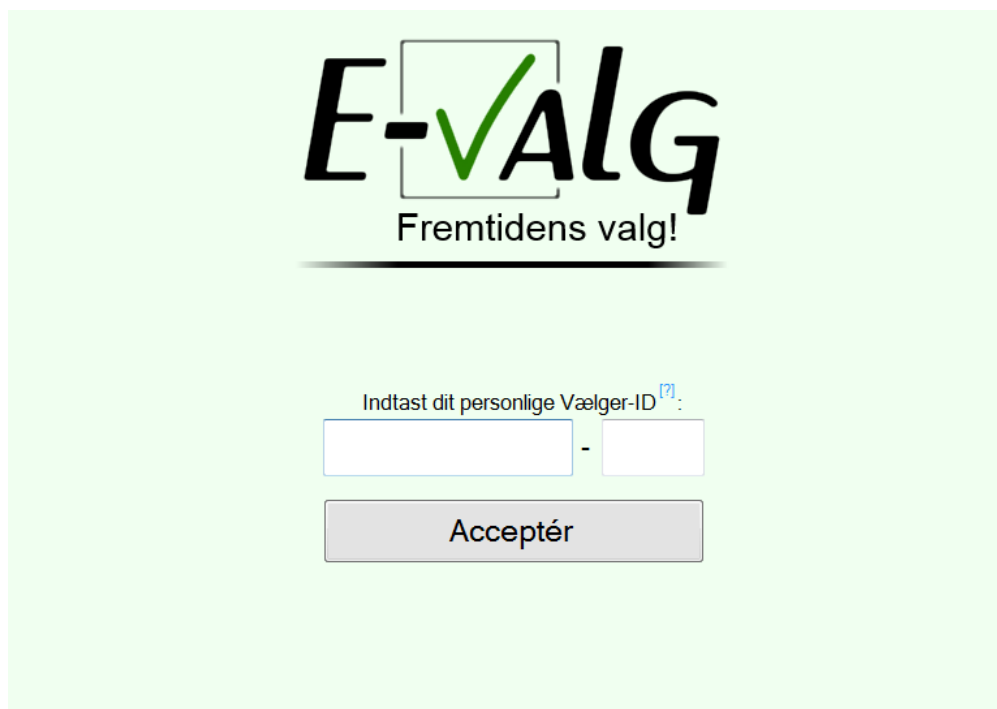 E-vAlg
Fremtidens valg!
Indtast dit personlige Vælger-ID[?]:
-
Acceptér